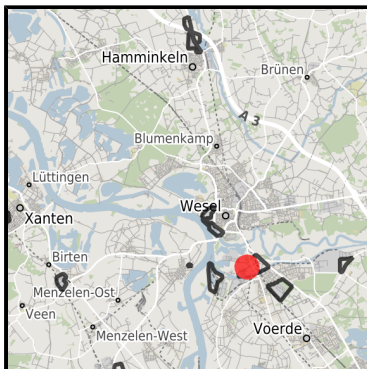 Hamminkeln
Brünen
A 3
Blumenkamp
Lüttingen
Wesel
Xanten
Birten
Menzelen-Ost
Veen
Menzelen-West
Voerde